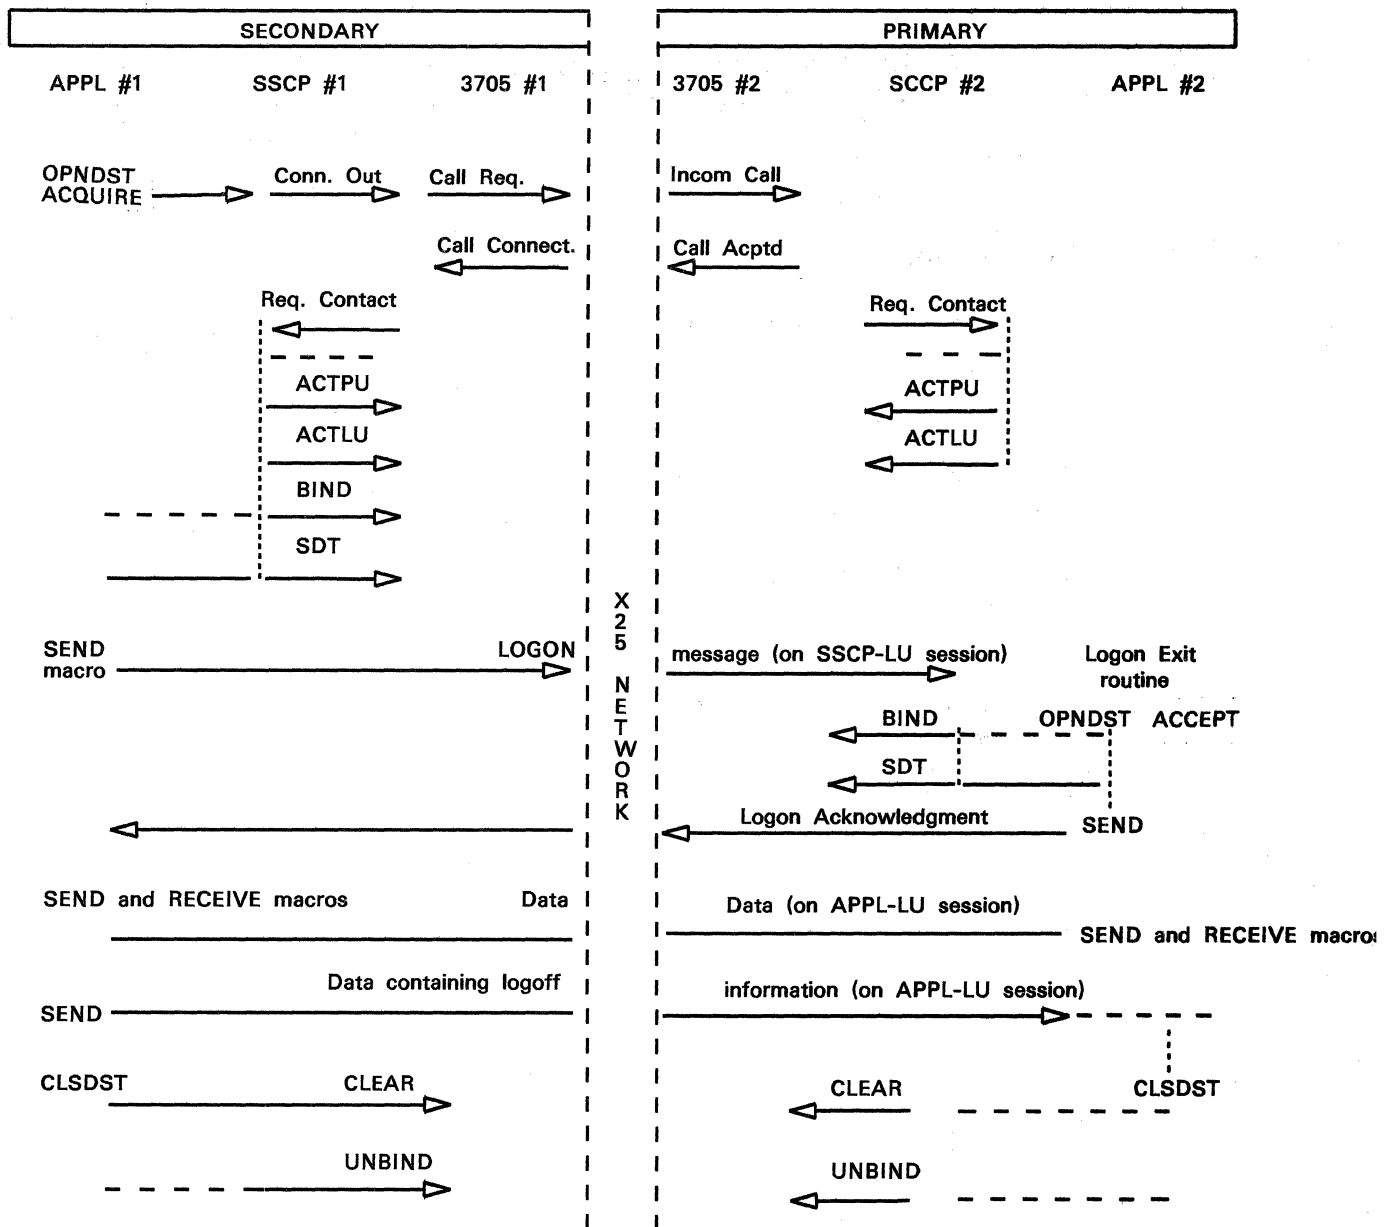 SECONDARY PRIMARY
APPL #1 SSCP #1 3705 #1 3705 #2 SCCP #2 APPL #2
OPNDST
ACQUIRE
Conn. Out Call Req. Incom Call
Call Connect. Call Acptd
Req. Contact Req. Contact
ACTPU ACTPU
ACTLU ACTLU
BIND
SDT
X25 NETWORK
SEND
macro
LOGON message (on SSCP-LU session) Logon Exit
routine
BIND OPNDST ACCEPT
SDT
Logon Acknowledgment SEND
SEND and RECEIVE macros Data Data (on APPL-LU session)
SEND and RECEIVE macros
Data containing logoff information (on APPL-LU session)
SEND
CLSDST CLEAR CLEAR CLSDST
UNBIND UNBIND